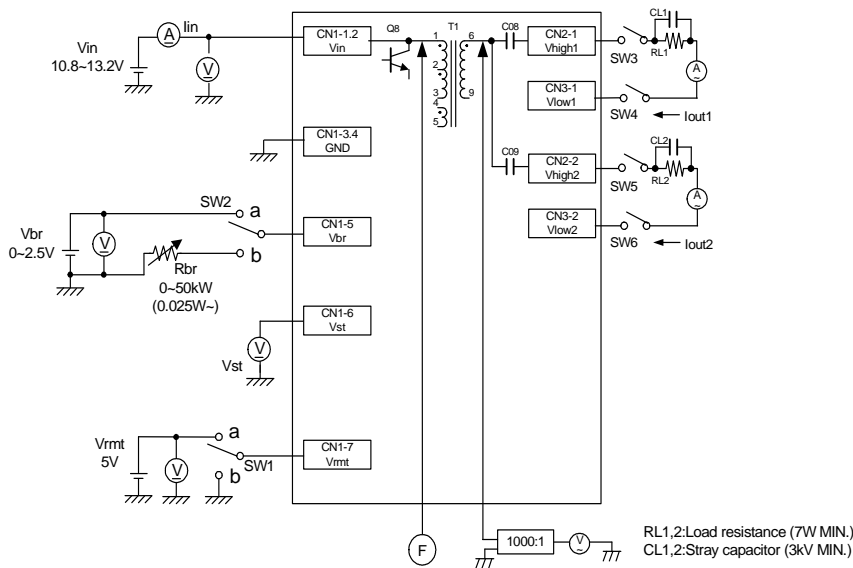 Iin
A
Vin
10.8~13.2V
V
CN1-1.2
Vin
Q8
T1
1
2
3
4
5
6
9
C08
CN2-1
Vhigh1
SW3
CL1
RL1
A
~
CN3-1
Vlow1
SW4
Iout1
CN1-3.4
GND
C09
CN2-2
Vhigh2
SW5
CL2
RL2
A
~
CN3-2
Vlow2
SW6
Iout2
SW2
a
b
Vbr
0~2.5V
V
Rbr
0~50kW
(0.025W~)
CN1-5
Vbr
CN1-6
Vst
V
Vst
Vrmt
5V
V
a
b
SW1
CN1-7
Vrmt
F
1000:1
V
~
RL1,2:Load resistance (7W MIN.)
CL1,2:Stray capacitor (3kV MIN.)